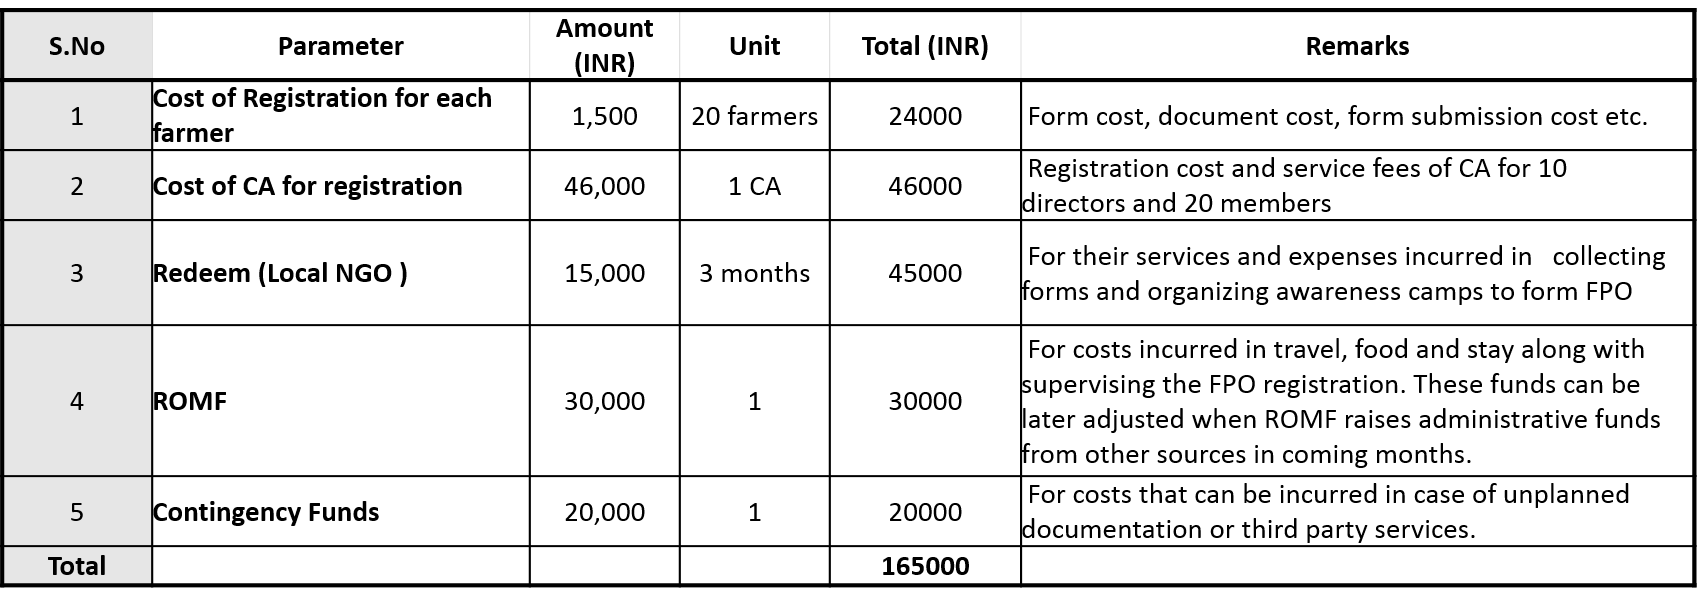 S.No Parameter Amount (INR) Unit Total (INR) Remarks
1 Cost of Registration for each farmer 1,500 20 farmers 24000 Form cost, document cost, form submission cost etc.
2 Cost of CA for registration 46,000 1 CA 46000 Registration cost and service fees of CA for 10
directors and 20 members
3 Redeem (Local NGO ) 15,000 3 months 45000 For their services and expenses incurred in collecting
forms and organizing awareness camps to form FPO
4 ROMF 30,000 1 30000 For costs incurred in travel, food and stay along with
supervising the FPO registration. These funds can be
later adjusted when ROMF raises administrative funds
from other sources in coming months.
5 Contingency Funds 20,000 1 20000 For costs that can be incurred in case of unplanned
documentation or third party services.
Total 165000